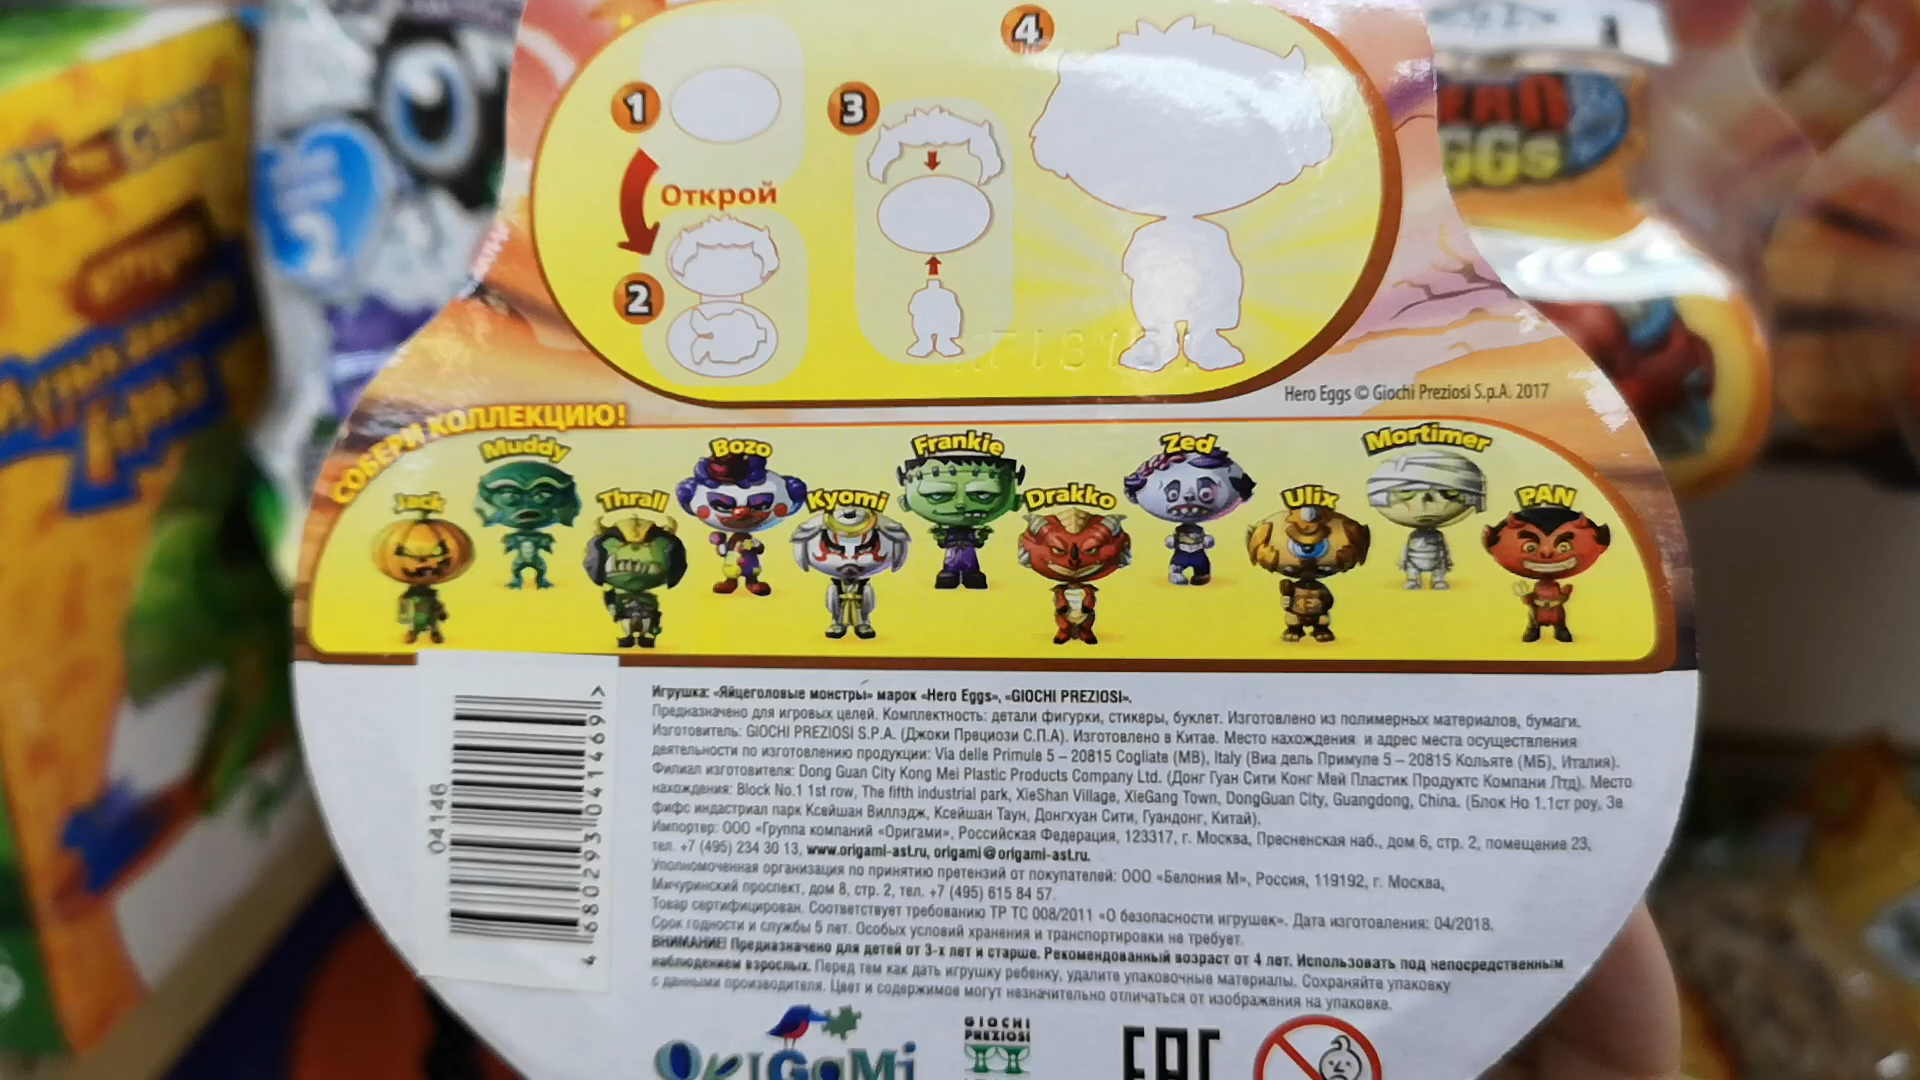 1
Открой
2
3
4
Hero Eggs © Giochi Preziosi S.p.A. 2017
СОБЕРИ КОЛЛЕКЦИЮ!
Jack
Muddy
Thrall
Bozo
Kyomi
Frankie
Drakko
Zed
Ulix
Mortimer
PAN
04146
4680293041469
Игрушка: «Яйцеголовые монстры» марок «Hero Eggs», «GIOCHI PREZIOSI».
Предназначено для игровых целей. Комплектность: детали фигурки, стикеры, буклет. Изготовлено из полимерных материалов, бумаги.
Изготовитель: GIOCHI PREZIOSI S.P.A. (Джоки Прециози С.П.А). Изготовлено в Китае. Место нахождения и адрес места осуществления
деятельности по изготовлению продукции: Via delle Primule 5 – 20815 Cogliate (MB), Italy (Виа дель Примуле 5 – 20815 Кольяте (МБ), Италия).
Филиал изготовителя: Dong Guan City Kong Mei Plastic Products Company Ltd. (Донг Гуан Сити Конг Мей Пластик Продуктс Компани Лтд). Место
нахождения: Block No.1 1st row, The fifth industrial park, XieShan Village, XieGang Town, DongGuan City, Guangdong, China. (Блок Но 1.1ст роу, Зе
фифс индастриал парк Ксейшан Виллэдж, Ксейшан Таун, Донгхуан Сити, Гуандонг, Китай).
Импортер: ООО «Группа компаний «Оригами», Российская Федерация, 123317, г. Москва, Пресненская наб., дом 6, стр. 2, помещение 23,
тел. +7 (495) 234 30 13, www.origami-ast.ru, origami@origami-ast.ru.
Уполномоченная организация по принятию претензий от покупателей: ООО «Белония М», Россия, 119192, г. Москва,
Мичуринский проспект, дом 8, стр. 2, тел. +7 (495) 615 84 57.
Товар сертифицирован. Соответствует требованию ТР ТС 008/2011 «О безопасности игрушек». Дата изготовления: 04/2018.
Срок годности и службы 5 лет. Особых условий хранения и транспортировки не требует.
ВНИМАНИЕ! Предназначено для детей от 3-х лет и старше. Рекомендованный возраст от 4 лет. Использовать под непосредственным
наблюдением взрослых. Перед тем как дать игрушку ребенку, удалите упаковочные материалы. Сохраняйте упаковку
с данными производителя. Цвет и содержимое могут незначительно отличаться от изображения на упаковке.
ORIGAMI
GIOCHI
PREZIOSI
EAC